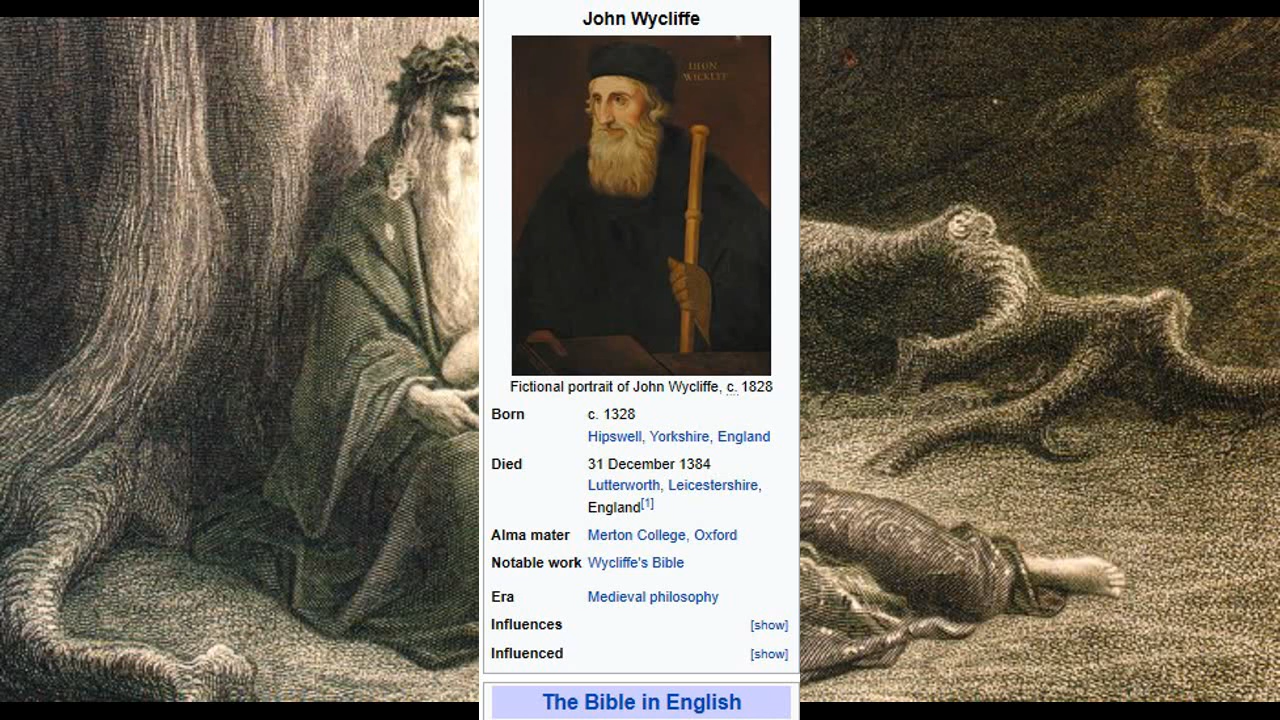 John Wycliffe
IHON
WICKLYF
Fictional portrait of John Wycliffe, c. 1828
Born c. 1328
Hipswell, Yorkshire, England
Died 31 December 1384
Lutterworth, Leicestershire,
England[1]
Alma mater Merton College, Oxford
Notable work Wycliffe's Bible
Era Medieval philosophy
Influences [show]
Influenced [show]
The Bible in English